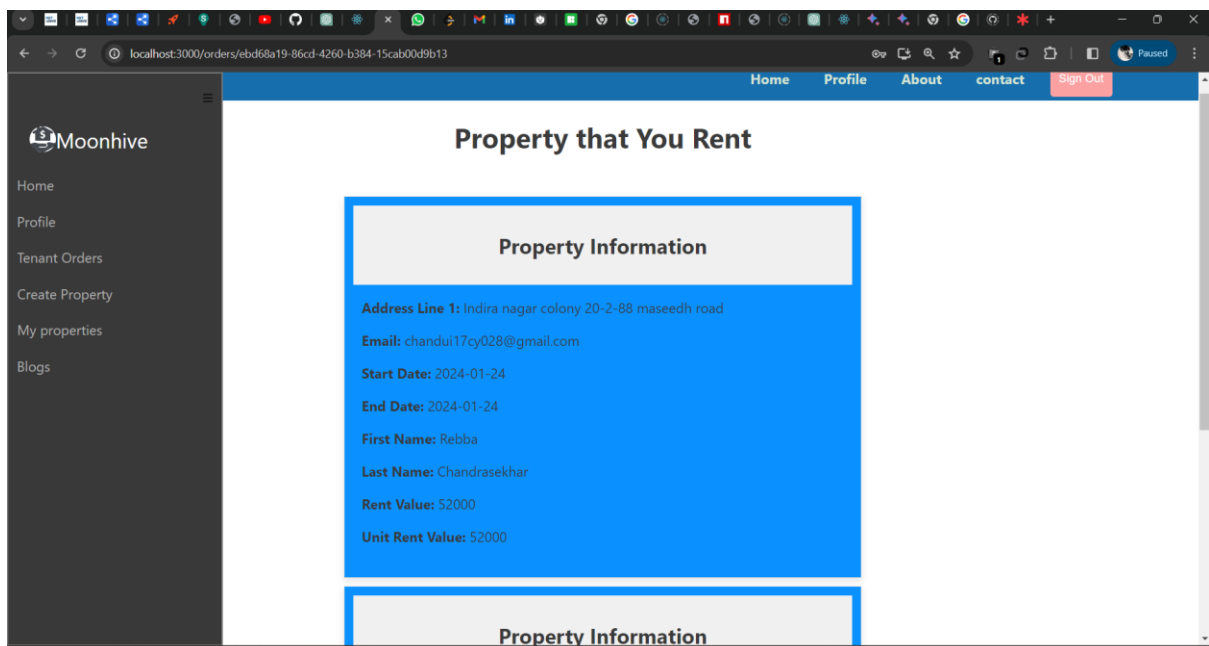 localhost:3000/orders/ebd68a19-86cd-4260-b384-15cab00d9b13
Paused
Home Profile About contact Sign Out
Moonhive
Home
Profile
Tenant Orders
Create Property
My properties
Blogs
Property that You Rent
Property Information
Address Line 1: Indira nagar colony 20-2-88 maseedh road
Email: chandui17cy028@gmail.com
Start Date: 2024-01-24
End Date: 2024-01-24
First Name: Rebba
Last Name: Chandrasekhar
Rent Value: 52000
Unit Rent Value: 52000
Property Information